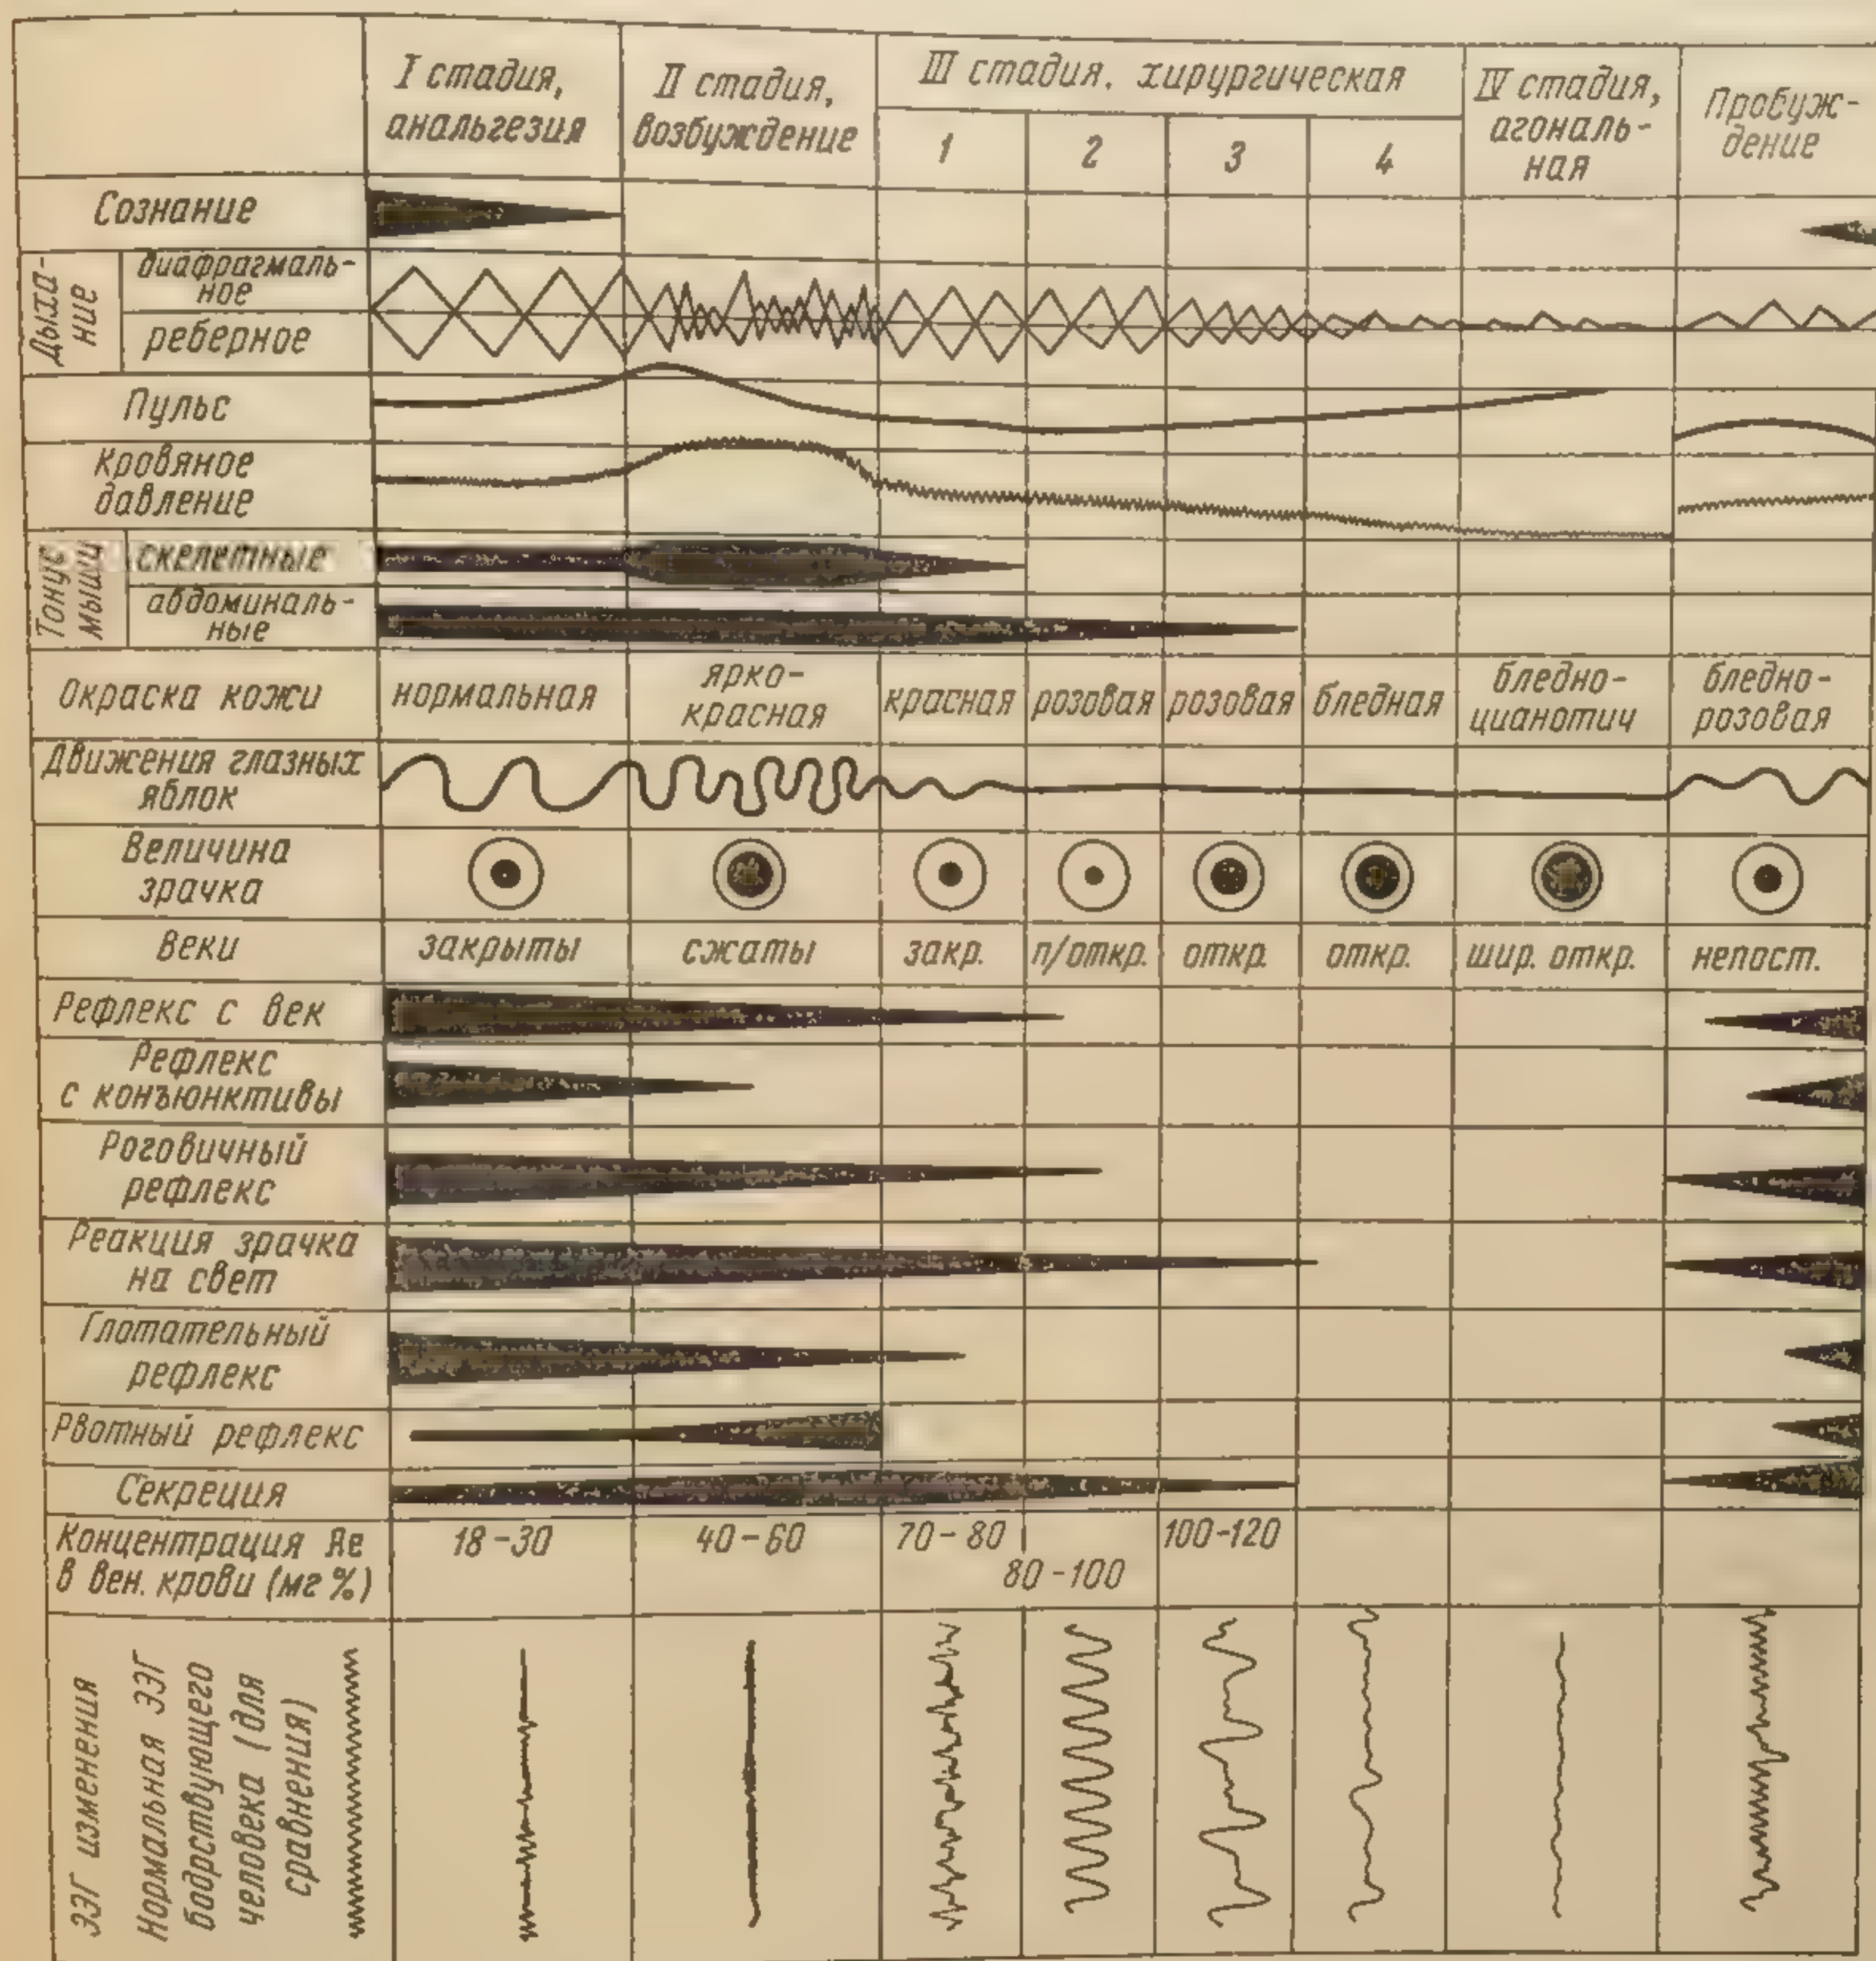 I стадия,
анальгезия
II стадия,
возбуждение
III стадия. хирургическая
1
2
3
4
IV стадия,
агональ-
ная
Пробуж-
дение
Сознание
Дыха-
ние
диафрагмаль-
ное
реберное
Пульс
Кровяное
давление
Тонус
мышц
скелетные
абдоминаль-
ные
Окраска кожи
нормальная
ярко-
красная
красная
розовая
розовая
бледная
бледно-
цианотич
бледно-
розовая
Движения глазных
яблок
Величина
зрачка
Веки
закрыты
сжаты
закр.
п/откр.
откр.
откр.
шир. откр.
непост.
Рефлекс с век
Рефлекс
с конъюнктивы
Роговичный
рефлекс
Реакция зрачка
на свет
Глотательный
рефлекс
Рвотный рефлекс
Секреция
Концентрация Ае
в вен. крови (мг %)
18-30
40-60
70-80
80-100
100-120
ЭЭГ изменения
Нормальная ЭЭГ
бодрствующего
человека (для
сравнения)